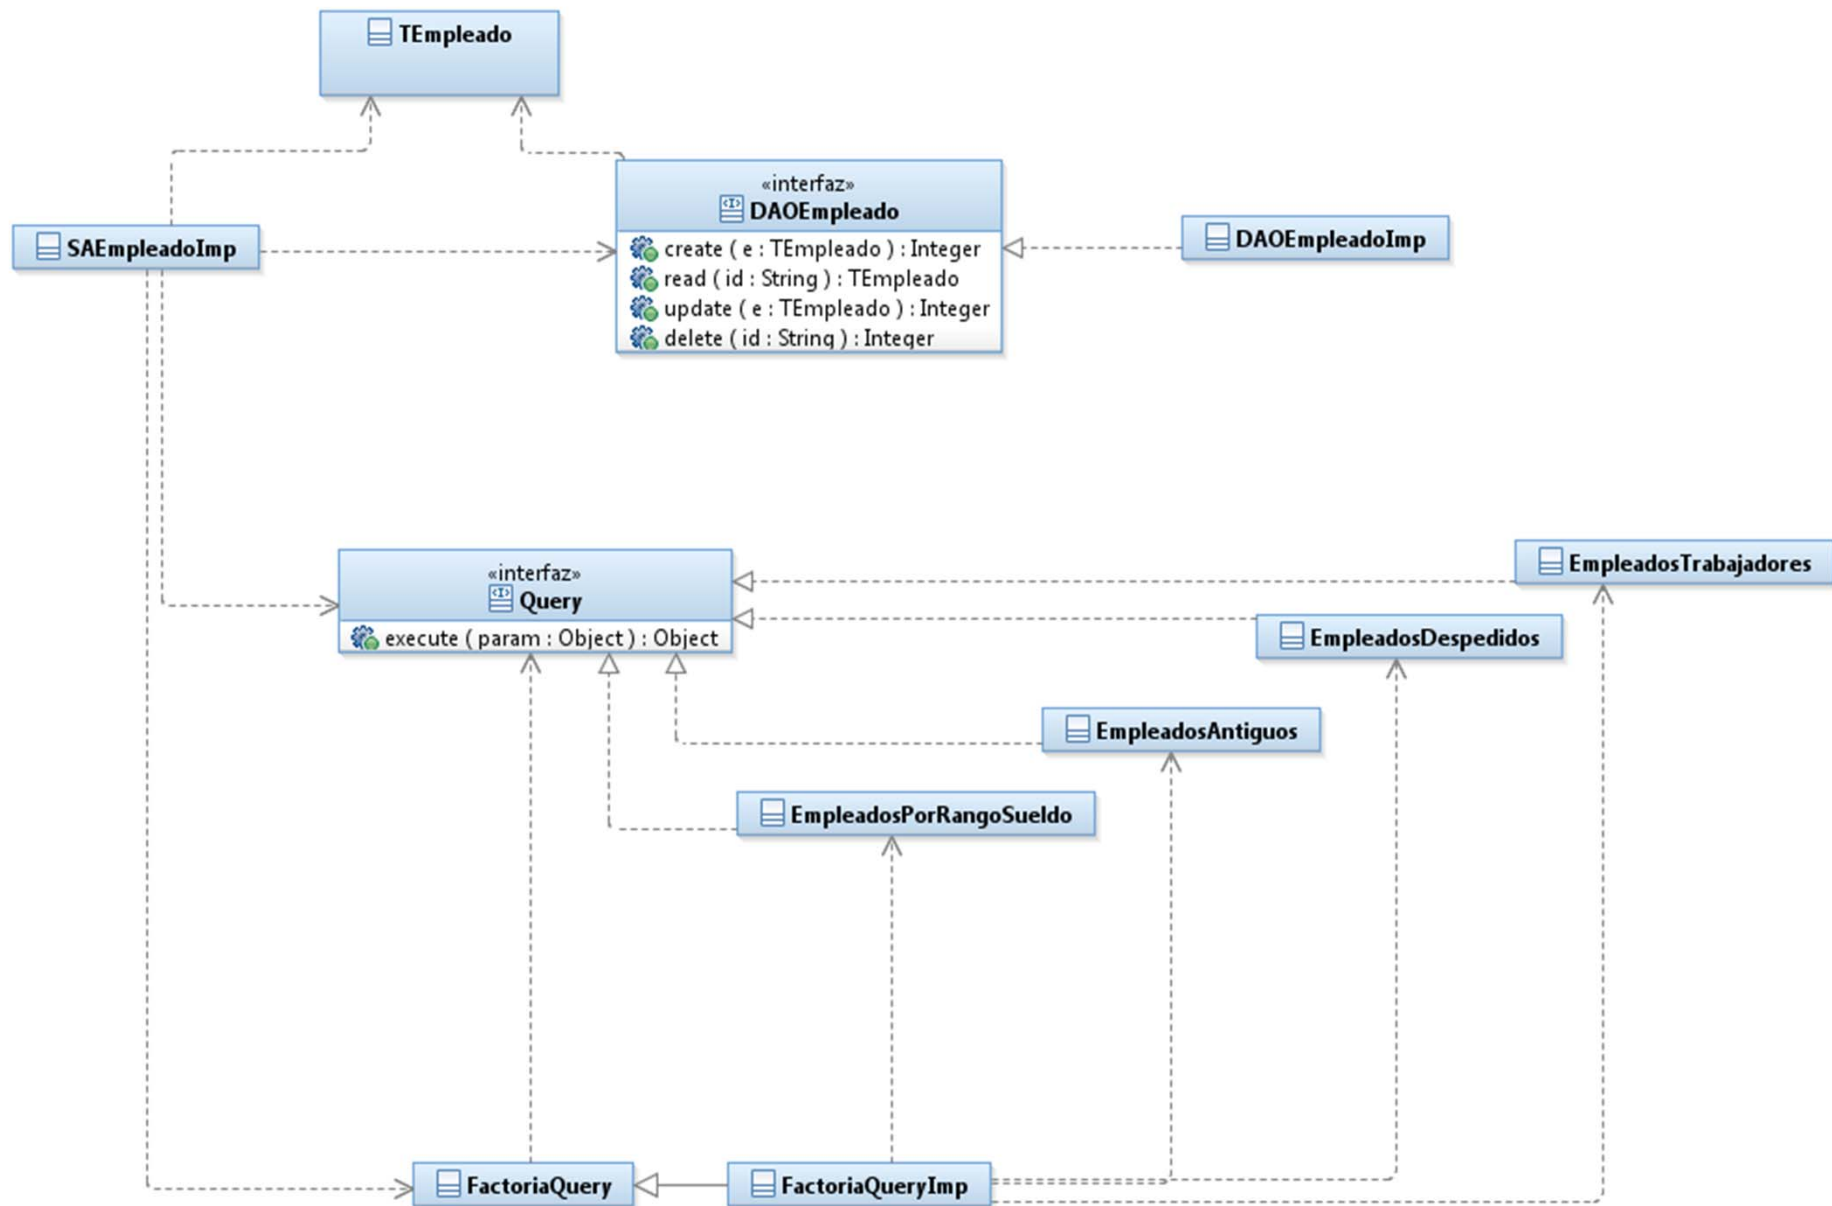 TEmpleado
«interfaz»
DAOEmpleado
create ( e : TEmpleado ) : Integer
read ( id : String ) : TEmpleado
update ( e : TEmpleado ) : Integer
delete ( id : String ) : Integer
SAEmpleadoImp
DAOEmpleadoImp
«interfaz»
Query
execute ( param : Object ) : Object
EmpleadosTrabajadores
EmpleadosDespedidos
EmpleadosAntiguos
EmpleadosPorRangoSueldo
FactoriaQuery
FactoriaQueryImp